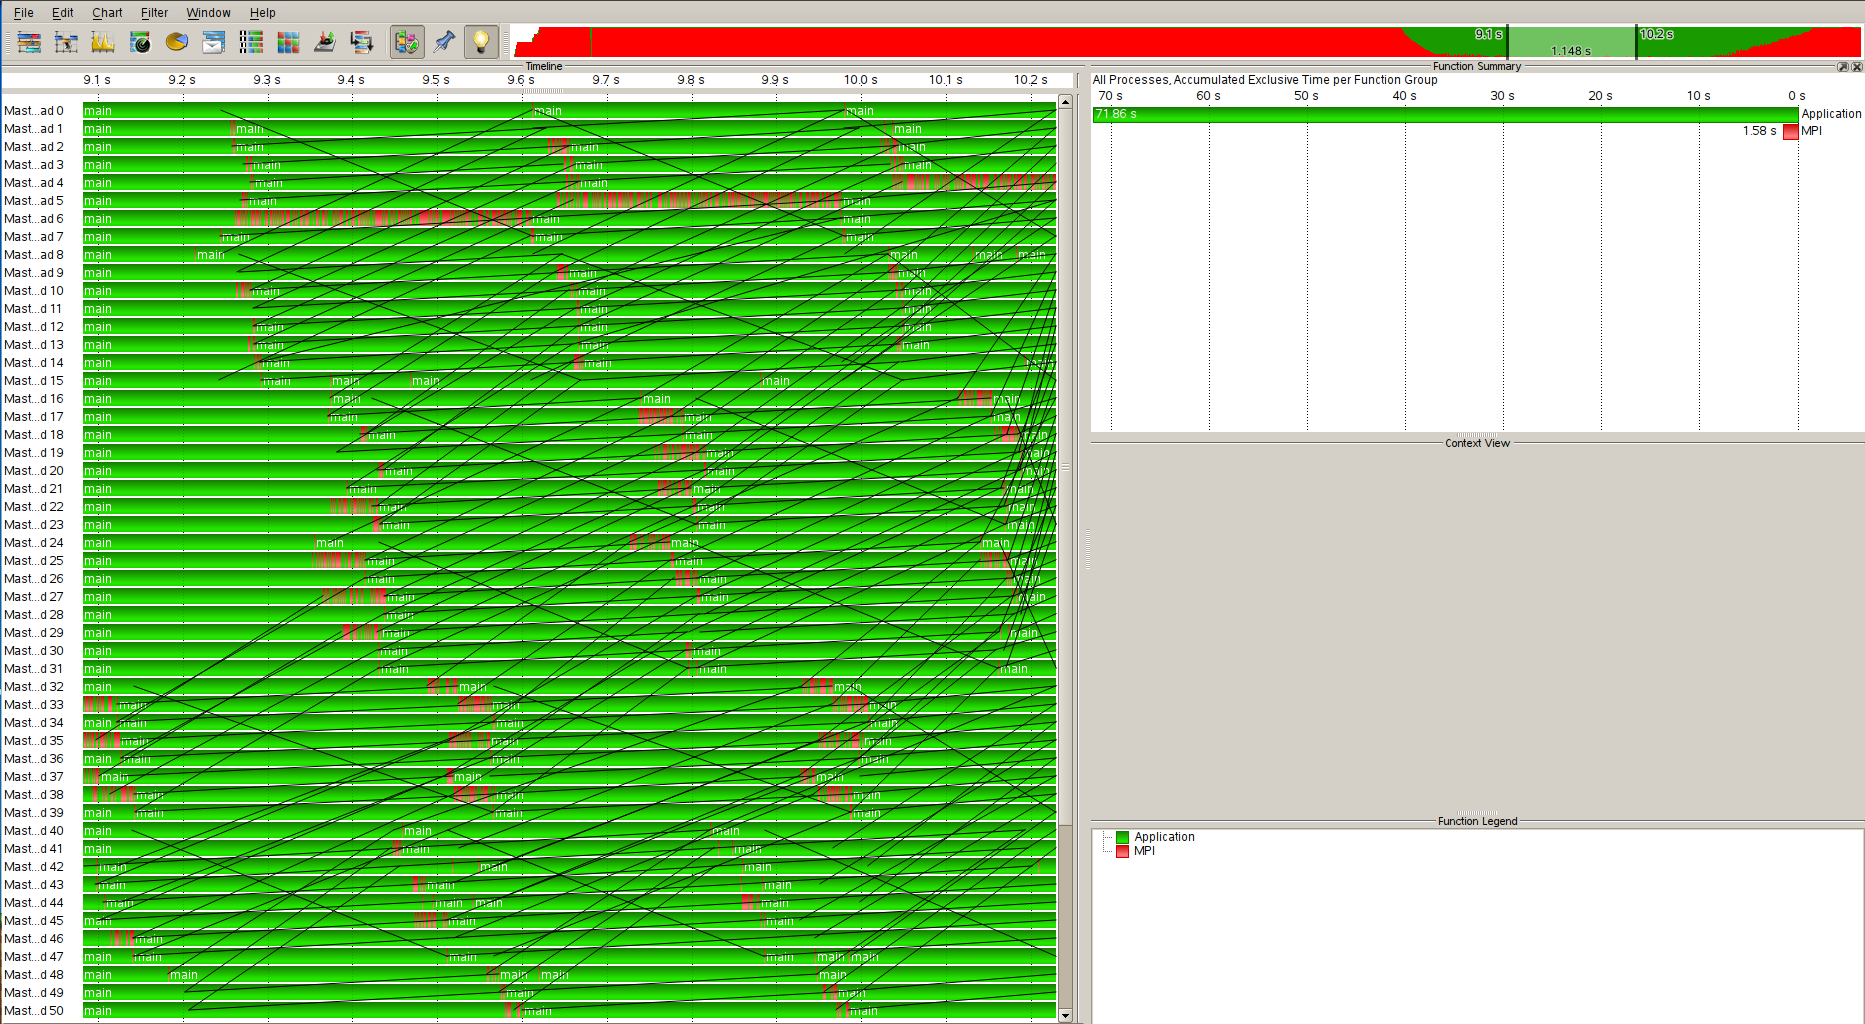 File Edit Chart Filter Window Help
9.1 s 1.148 s 10.2 s
Timeline
9.1 s 9.2 s 9.3 s 9.4 s 9.5 s 9.6 s 9.7 s 9.8 s 9.9 s 10.0 s 10.1 s 10.2 s
Mast...ad 0 main main main
Mast...ad 1 main main main
Mast...ad 2 main main main main
Mast...ad 3 main main main main
Mast...ad 4 main main main
Mast...ad 5 main main main
Mast...ad 6 main main main
Mast...ad 7 main main main main
Mast...ad 8 main main main main main
Mast...ad 9 main main main
Mast...d 10 main main main main
Mast...d 11 main main main
Mast...d 12 main main main main
Mast...d 13 main main main main
Mast...d 14 main main main main
Mast...d 15 main main main main main
Mast...d 16 main main main main
Mast...d 17 main main main main
Mast...d 18 main main main main
Mast...d 19 main main main
Mast...d 20 main main main main
Mast...d 21 main main main main
Mast...d 22 main main main main
Mast...d 23 main main main main
Mast...d 24 main main main main
Mast...d 25 main main main main
Mast...d 26 main main main main
Mast...d 27 main main main main
Mast...d 28 main main
Mast...d 29 main main main
Mast...d 30 main main main
Mast...d 31 main main main main
Mast...d 32 main main main
Mast...d 33 main main main
Mast...d 34 main main main main
Mast...d 35 main main main
Mast...d 36 main main main main
Mast...d 37 main main main
Mast...d 38 main main main
Mast...d 39 main main main main
Mast...d 40 main main main
Mast...d 41 main main main
Mast...d 42 main main main
Mast...d 43 main main main
Mast...d 44 main main main main
Mast...d 45 main main main
Mast...d 46 main
Mast...d 47 main main main main main main
Mast...d 48 main main main main main
Mast...d 49 main main main
Mast...d 50 main main main
Function Summary
All Processes, Accumulated Exclusive Time per Function Group
70 s 60 s 50 s 40 s 30 s 20 s 10 s 0 s
71.86 s Application
1.58 s MPI
Context View
Function Legend
Application
MPI